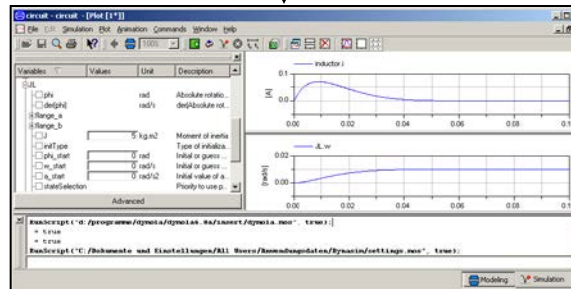 circuit - circuit - [Plot [1*]]
File Edit Simulation Plot Animation Commands Window Help
100%
Variables Values Unit Description
JL
phi rad Absolute rotatio...
der(phi) rad/s der(Absolute rot...
flange_a
flange_b
J 5 kg.m2 Moment of inertia
initType Type of initializa...
phi_start 0 rad Initial or guess ...
w_start 0 rad/s Initial or guess ...
a_start 0 rad/s2 Initial value of a...
stateSelection Priority to use p...
Advanced
inductor.i
0.1
[A]
0.0
0.00 0.02 0.04 0.06 0.08 0.1
JL.w
0.02
[rad/s]
0.00
0.00 0.02 0.04 0.06 0.08 0.1
RunScript("d:/programme/dymola/dymola6.0a/insert/dymola.mos", true);
= true
= true
RunScript("C:/Dokumente und Einstellungen/All Users/Anwendungsdaten/Dynasim/settings.mos", true);
Modeling Simulation